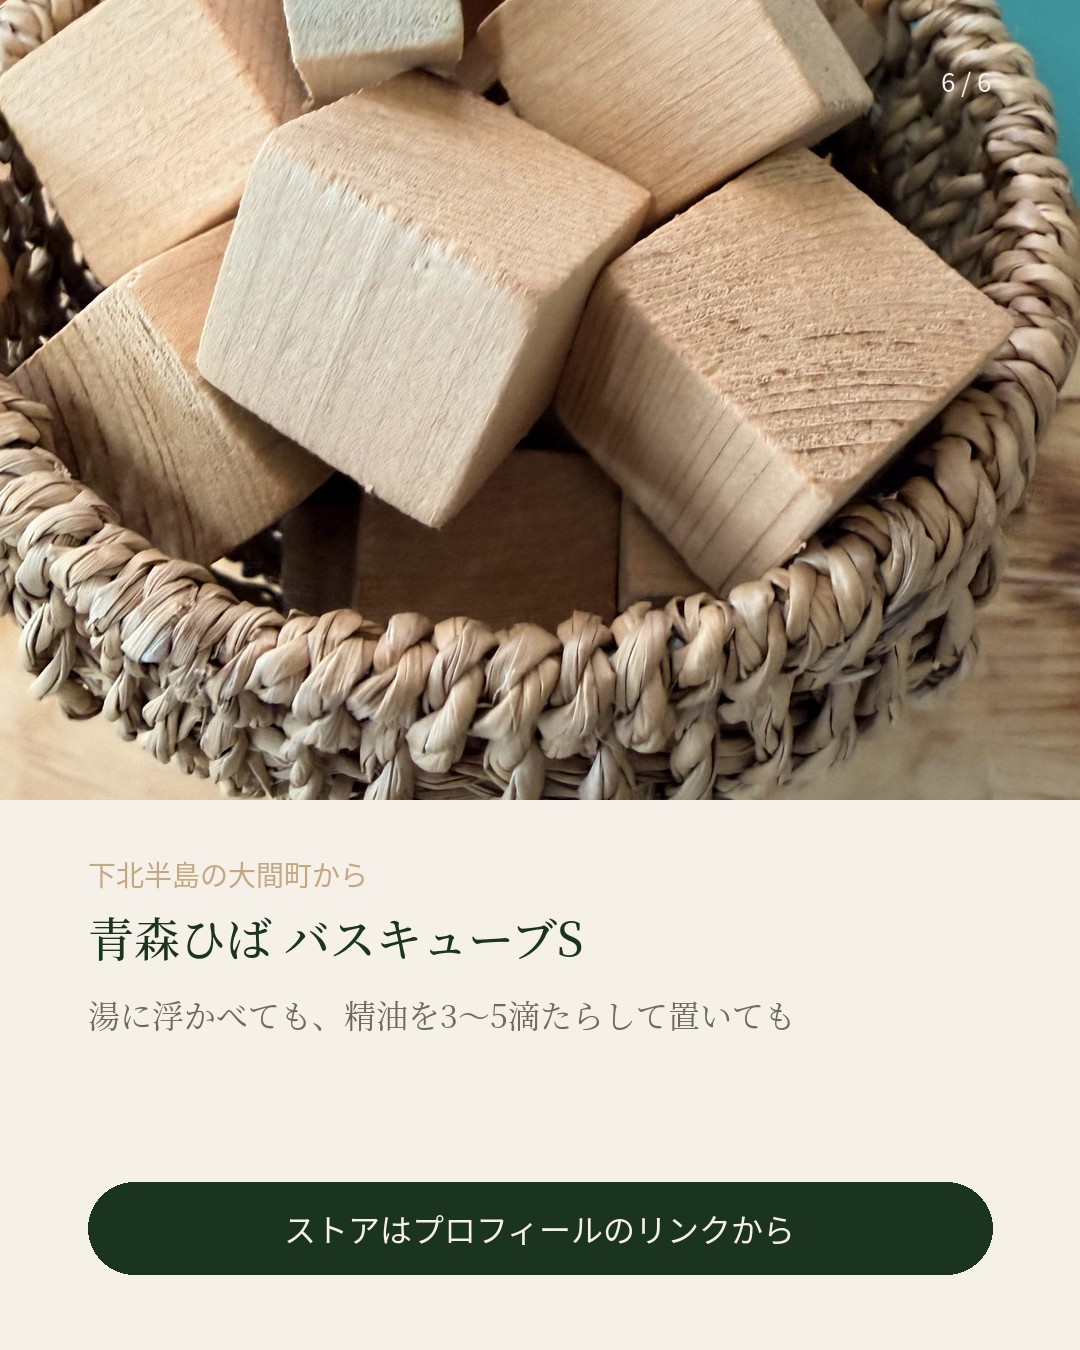 6 / 6
下北半島の大間町から
青森ひば バスキューブS
湯に浮かべても、精油を3〜5滴たらして置いても
ストアはプロフィールのリンクから